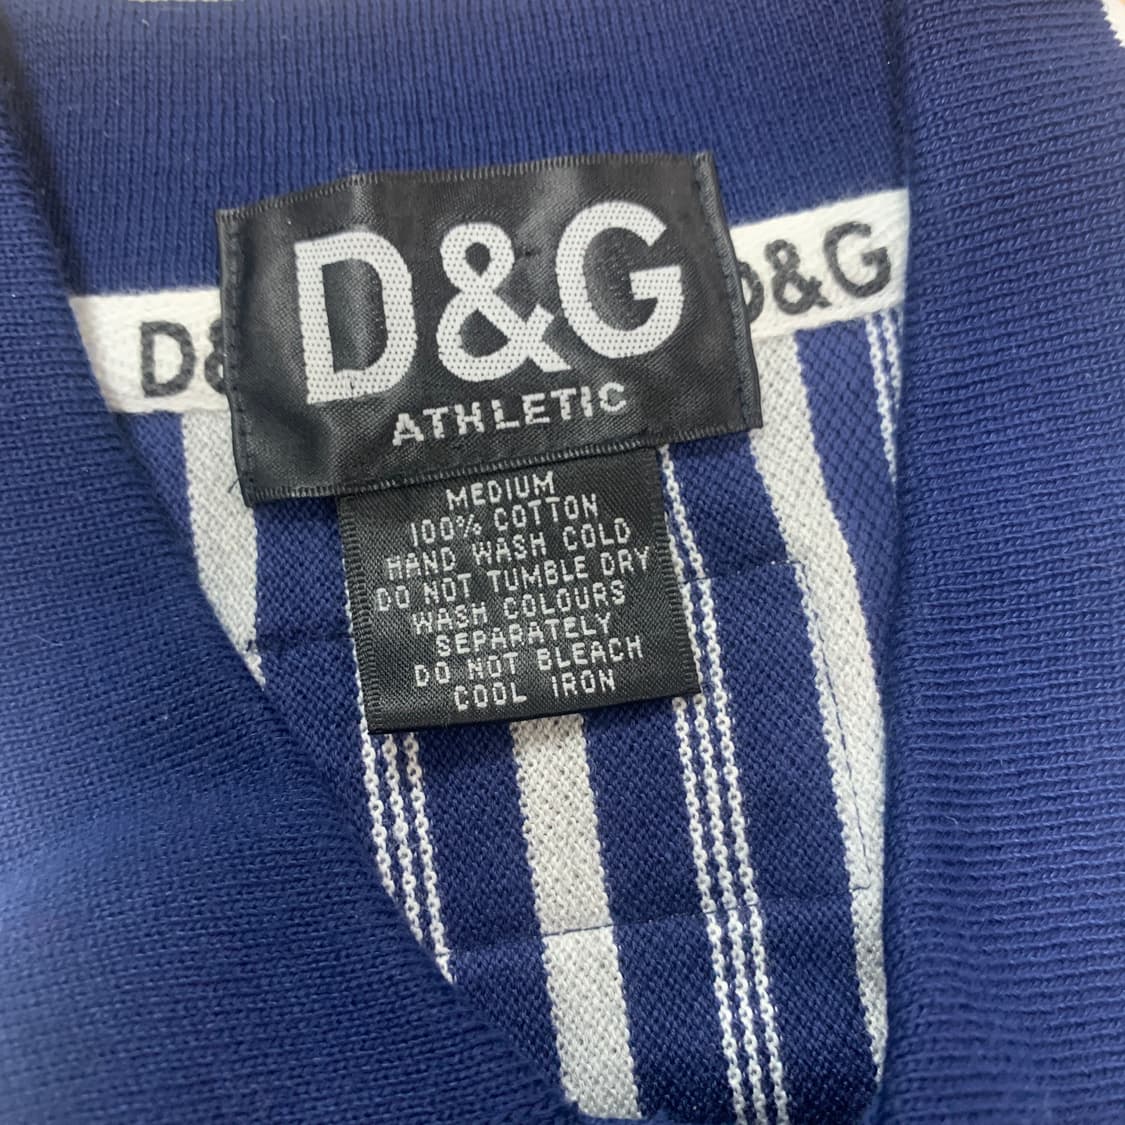 D&G
D&
D&G
ATHLETIC
MEDIUM
100% COTTON
HAND WASH COLD
DO NOT TUMBLE DRY
WASH COLOURS
SEPARATELY
DO NOT BLEACH
COOL IRON